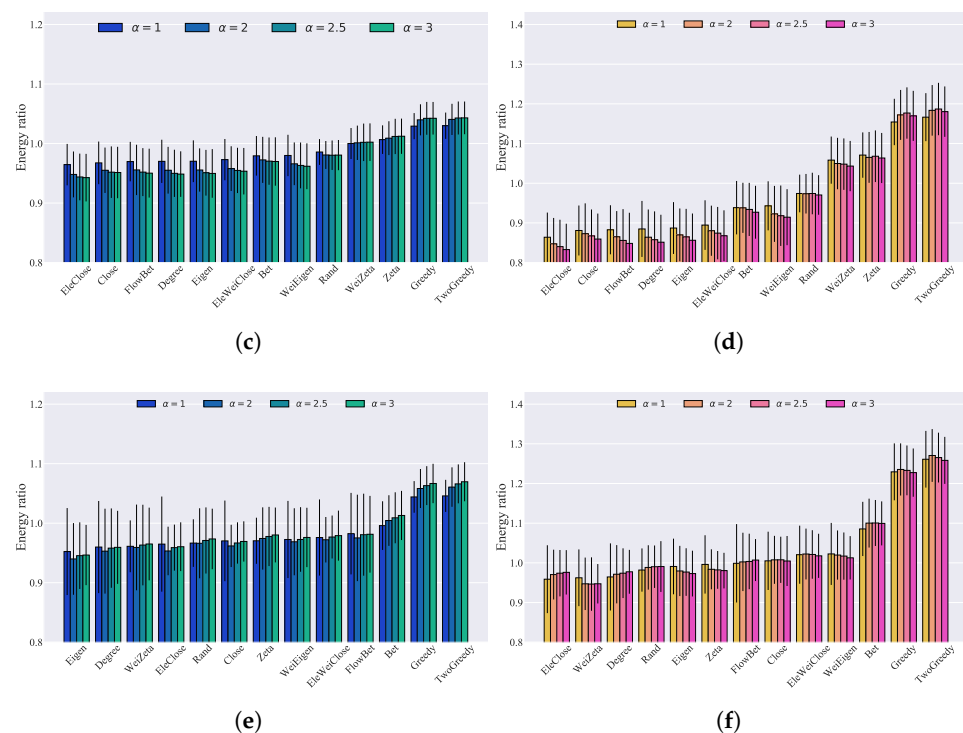 1.2
1.1
1.0
0.9
0.8
Energy ratio
α = 1 α = 2 α = 2.5 α = 3
EleClose Close FlowBet Degree Eigen EleWeiClose Bet WeiEigen Rand WeiZeta Zeta Greedy TwoGreedy
(c)
1.4
1.3
1.2
1.1
1.0
0.9
0.8
Energy ratio
α = 1 α = 2 α = 2.5 α = 3
EleClose Close FlowBet Degree Eigen EleWeiClose Bet WeiEigen Rand WeiZeta Zeta Greedy TwoGreedy
(d)
1.2
1.1
1.0
0.9
0.8
Energy ratio
α = 1 α = 2 α = 2.5 α = 3
Eigen Degree WeiZeta EleClose Rand Close Zeta WeiEigen EleWeiClose FlowBet Bet Greedy TwoGreedy
(e)
1.4
1.3
1.2
1.1
1.0
0.9
0.8
Energy ratio
α = 1 α = 2 α = 2.5 α = 3
EleClose WeiZeta Degree Rand Eigen Zeta FlowBet Close EleWeiClose WeiEigen Bet Greedy TwoGreedy
(f)